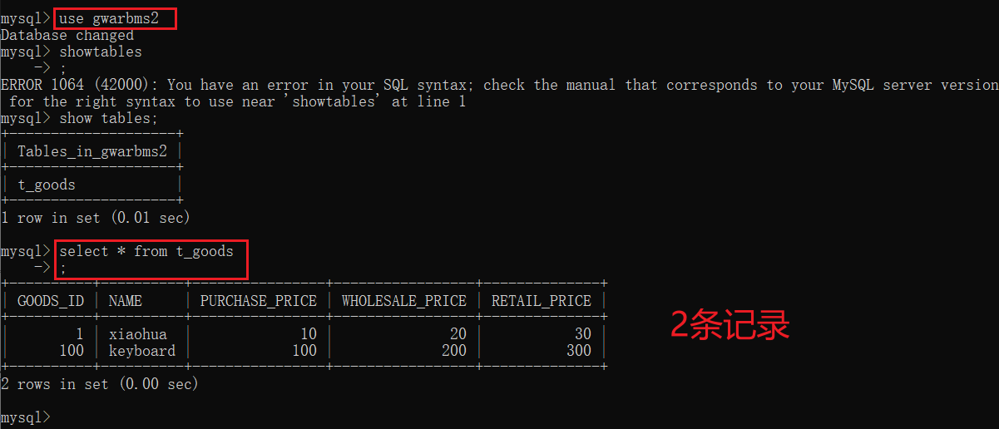 mysql> use gwarbms2
Database changed
mysql> showtables
    -> ;
ERROR 1064 (42000): You have an error in your SQL syntax; check the manual that corresponds to your MySQL server version
 for the right syntax to use near 'showtables' at line 1
mysql> show tables;
+--------------------+
| Tables_in_gwarbms2 |
+--------------------+
| t_goods            |
+--------------------+
1 row in set (0.01 sec)
mysql> select * from t_goods
    -> ;
+----------+----------+----------------+-----------------+--------------+
| GOODS_ID | NAME     | PURCHASE_PRICE | WHOLESALE_PRICE | RETAIL_PRICE |
+----------+----------+----------------+-----------------+--------------+
|        1 | xiaohua  |             10 |              20 |           30 |
|      100 | keyboard |            100 |             200 |          300 |
+----------+----------+----------------+-----------------+--------------+
2条记录
2 rows in set (0.00 sec)
mysql>